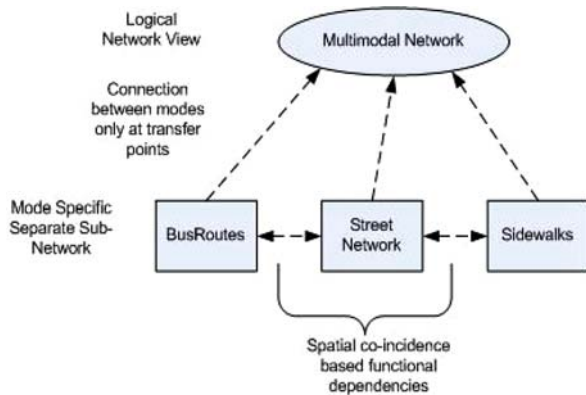 Logical
Network View
Multimodal Network
Connection
between modes
only at transfer
points
Mode Specific
Separate Sub-
Network
BusRoutes
Street
Network
Sidewalks
Spatial co-incidence
based functional
dependencies